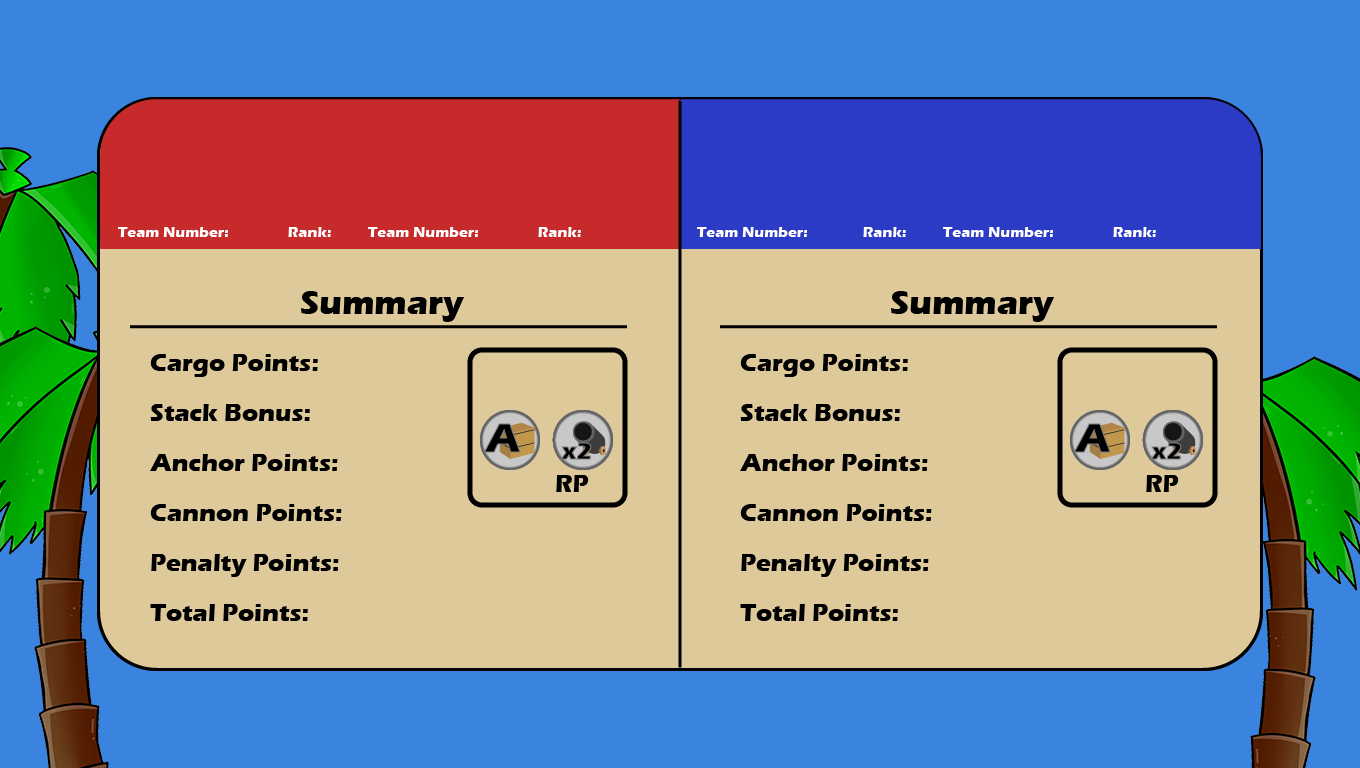 Team Number: Rank: Team Number: Rank:
Summary
Cargo Points:
Stack Bonus:
Anchor Points:
Cannon Points:
Penalty Points:
Total Points:
A x2
RP
Team Number: Rank: Team Number: Rank:
Summary
Cargo Points:
Stack Bonus:
Anchor Points:
Cannon Points:
Penalty Points:
Total Points:
A x2
RP